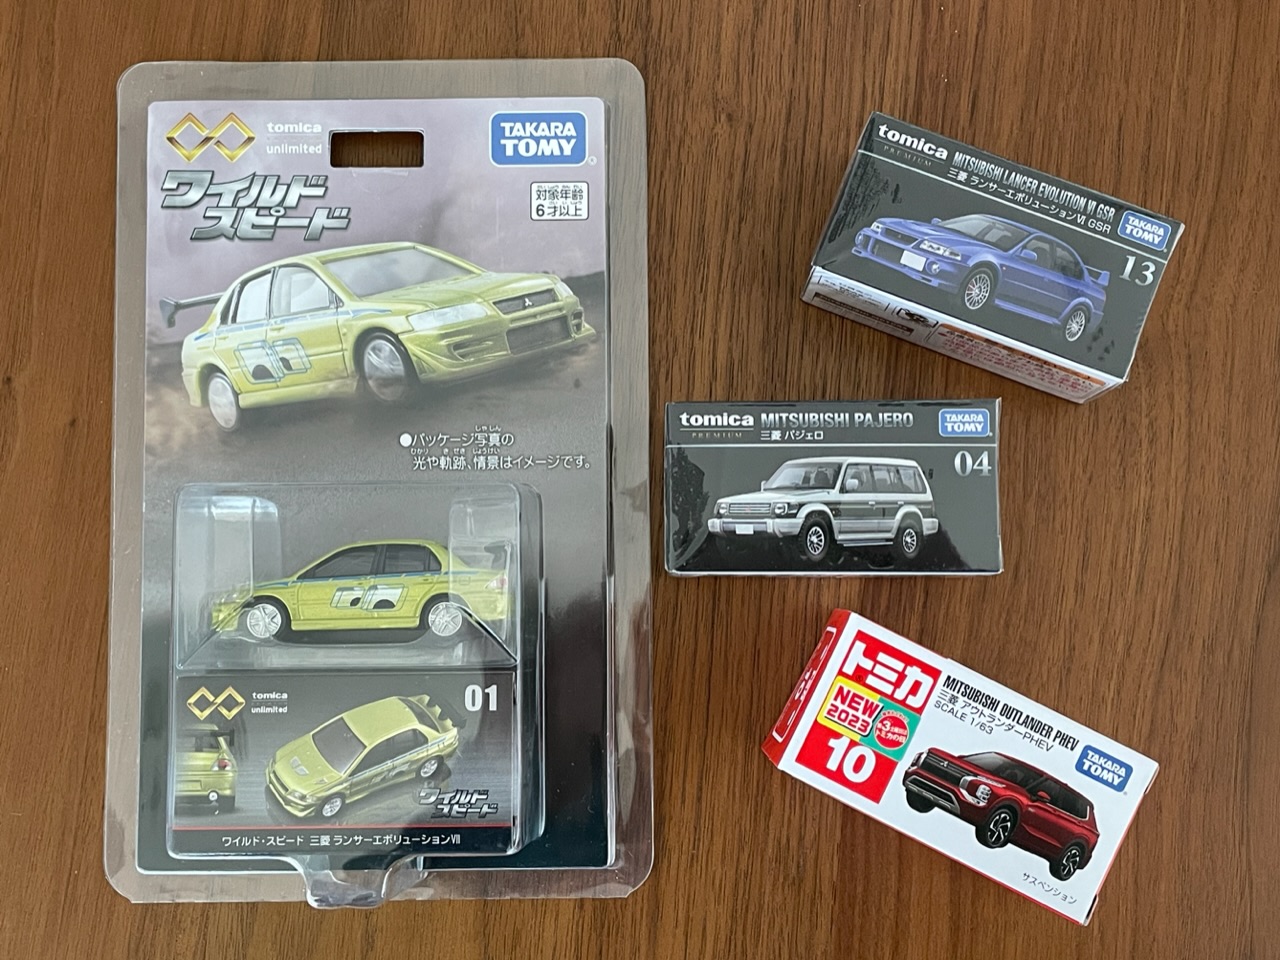 tomica
unlimited
TAKARA
TOMY
ワイルド
スピード
対象年齢
6才以上
●パッケージ写真の
光や軌跡、情景はイメージです。
tomica
unlimited
01
ワイルド
スピード
ワイルド・スピード 三菱 ランサーエボリューションⅦ
tomica
PREMIUM
MITSUBISHI LANCER EVOLUTION VI GSR
三菱 ランサーエボリューションⅥ GSR
TAKARA
TOMY
13
tomica
PREMIUM
MITSUBISHI PAJERO
三菱 パジェロ
TAKARA
TOMY
04
トミカ
NEW
2023
10
MITSUBISHI OUTLANDER PHEV
三菱 アウトランダーPHEV
SCALE 1/63
TAKARA
TOMY
サスペンション